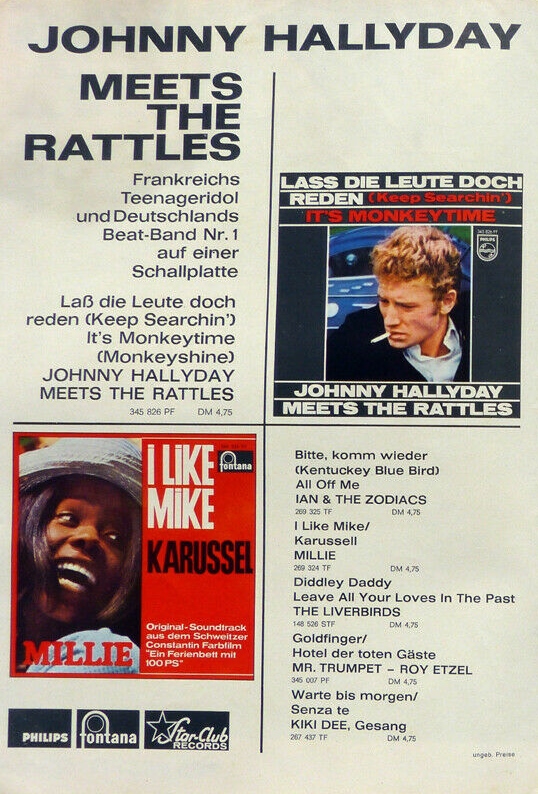 JOHNNY HALLYDAY
MEETS
THE
RATTLES
Frankreichs
Teenageridol
und Deutschlands
Beat-Band Nr. 1
auf einer
Schallplatte
Laß die Leute doch
reden (Keep Searchin')
It's Monkeytime
(Monkeyshine)
JOHNNY HALLYDAY
MEETS THE RATTLES
345 826 PF DM 4,75
LASS DIE LEUTE DOCH
REDEN (Keep Searchin')
IT'S MONKEYTIME
345 826 PF
PHILIPS
JOHNNY HALLYDAY
MEETS THE RATTLES
fontana
I LIKE
MIKE
KARUSSEL
Original-Soundtrack
aus dem Schweitzer
Constantin Farbfilm
"Ein Ferienbett mit
100 PS"
MILLIE
Bitte, komm wieder
(Kentucky Blue Bird)
All Off Me
IAN & THE ZODIACS
269 325 TF DM 4,75
I Like Mike/
Karussell
MILLIE
269 324 TF DM 4,75
Diddley Daddy
Leave All Your Loves In The Past
THE LIVERBIRDS
148 526 STF DM 4,75
Goldfinger/
Hotel der toten Gäste
MR. TRUMPET – ROY ETZEL
345 007 PF DM 4,75
Warte bis morgen/
Senza te
KIKI DEE, Gesang
267 437 TF DM 4,75
PHILIPS
fontana
Star-Club
RECORDS
ungeb. Preise